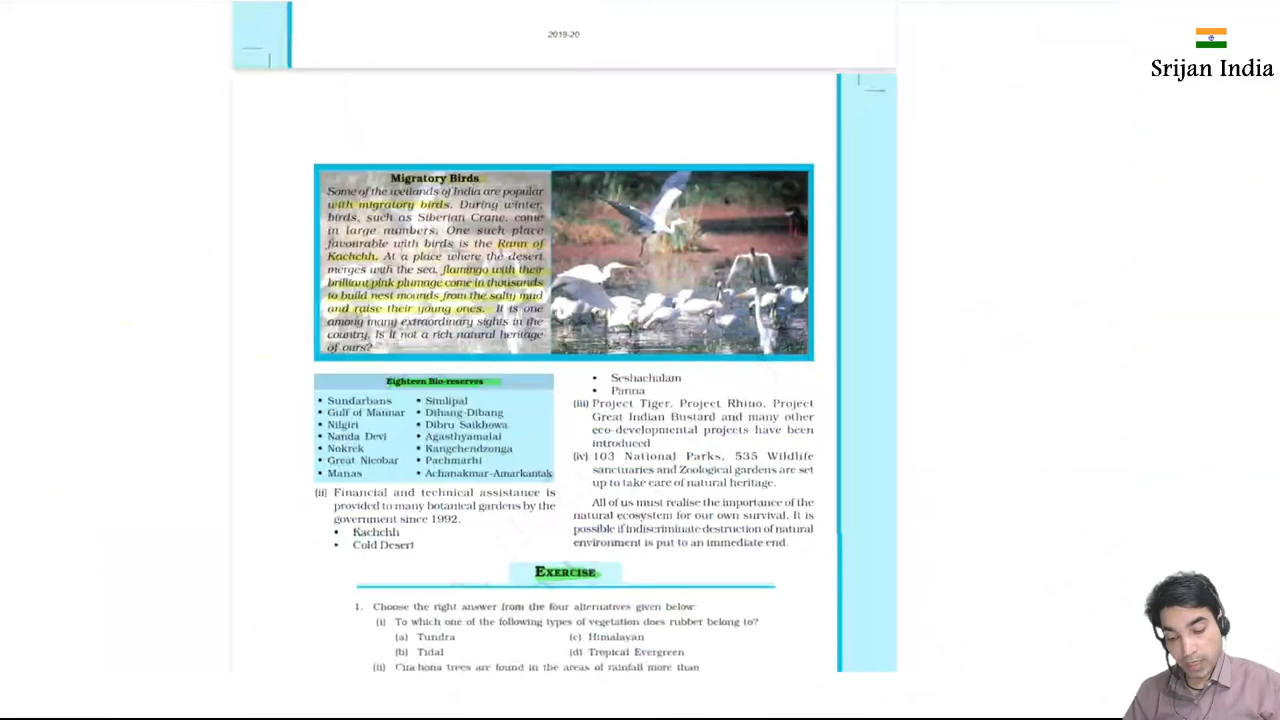 2019-20
Srijan India
Migratory Birds
Some of the wetlands of India are popular
with migratory birds. During winter,
birds, such as Siberian Crane, come
in large numbers. One such place
favourable with birds is the Rann of
Kachchh. At a place where the desert
merges with the sea, flamingo with their
brilliant pink plumage come in thousands
to build nest mounds from the salty mud
and raise their young ones. It is one
among many extraordinary sights in the
country. Is it not a rich natural heritage
of ours?
Eighteen Bio-reserves
• Sundarbans
• Gulf of Mannar
• Nilgiri
• Nanda Devi
• Nokrek
• Great Nicobar
• Manas
• Simlipal
• Dihang-Dibang
• Dibru Saikhowa
• Agasthyamalai
• Kangchendzonga
• Pachmarhi
• Achanakmar-Amarkantak
(ii) Financial and technical assistance is
provided to many botanical gardens by the
government since 1992.
• Kachchh
• Cold Desert
• Seshachalam
• Panna
(iii) Project Tiger, Project Rhino, Project
Great Indian Bustard and many other
eco-developmental projects have been
introduced.
(iv) 103 National Parks, 535 Wildlife
sanctuaries and Zoological gardens are set
up to take care of natural heritage.
All of us must realise the importance of the
natural ecosystem for our own survival. It is
possible if indiscriminate destruction of natural
environment is put to an immediate end.
EXERCISE
1. Choose the right answer from the four alternatives given below:
(i) To which one of the following types of vegetation does rubber belong to?
(a) Tundra (c) Himalayan
(b) Tidal (d) Tropical Evergreen
(ii) trees are found in the areas of rainfall more than